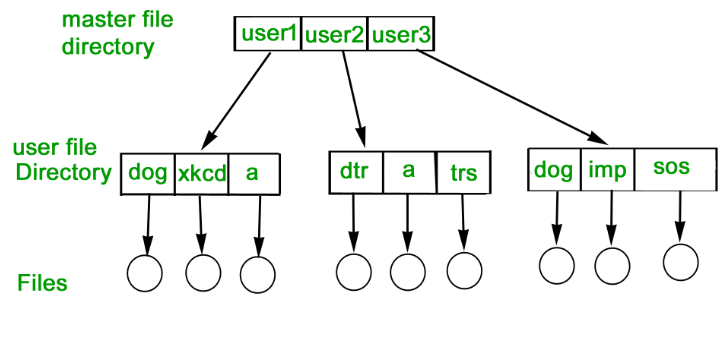 master file
directory
user1 user2 user3
user file
Directory
dog xkcd a
dtr a trs
dog imp sos
Files